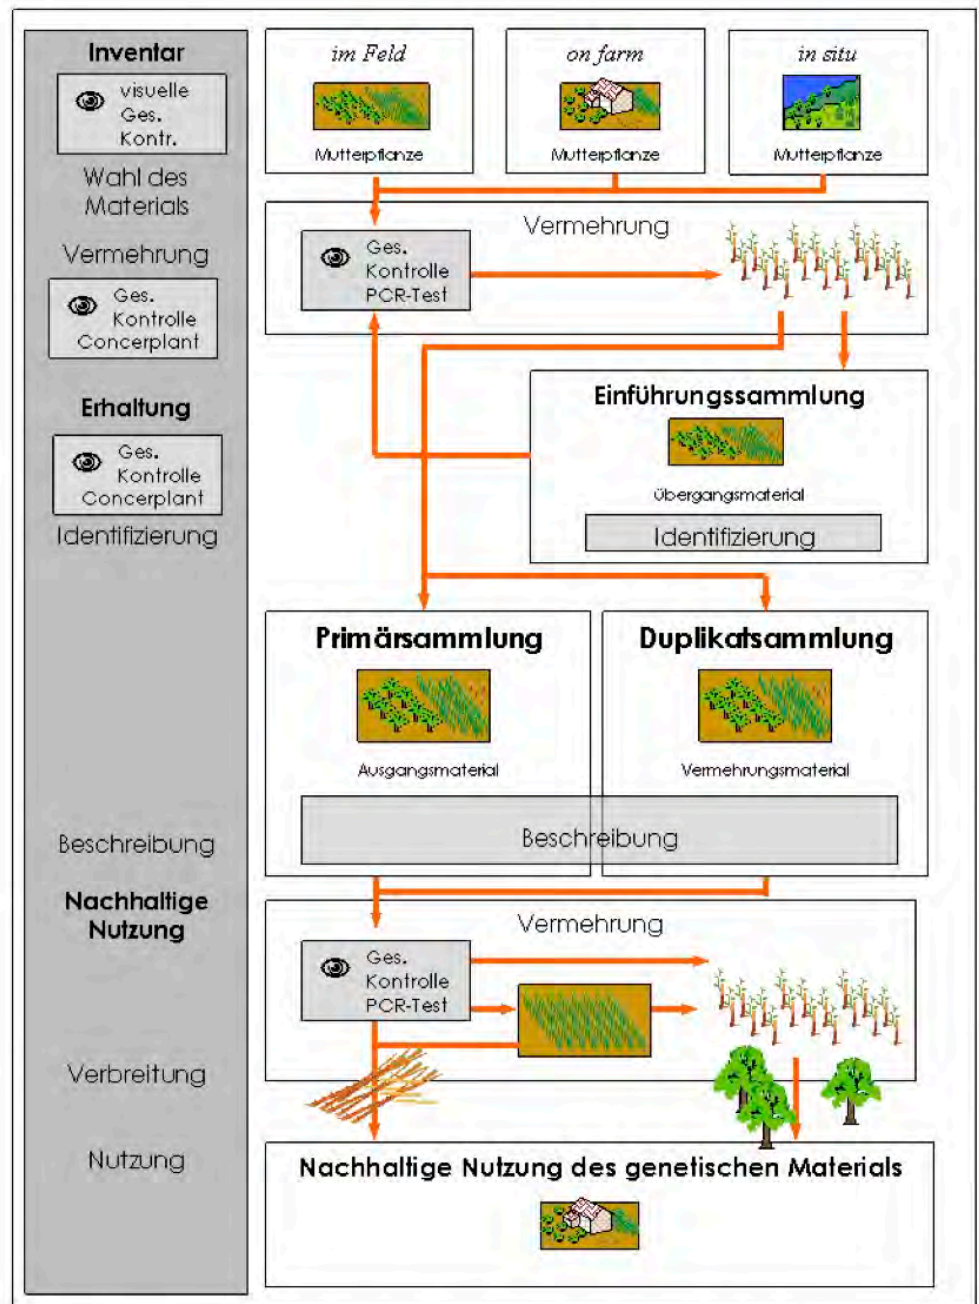 Inventar
visuelle
Ges.
Kontr.
Wahl des
Materials
Vermehrung
Ges.
Kontrolle
Concerplant
Erhaltung
Ges.
Kontrolle
Concerplant
Identifizierung
Beschreibung
Nachhaltige
Nutzung
Verbreitung
Nutzung
im Feld
Mutterpflanze
on farm
Mutterpflanze
in situ
Mutterpflanze
Vermehrung
Ges.
Kontrolle
PCR-Test
Einführungssammlung
Übergangsmaterial
Identifizierung
Primärsammlung
Ausgangsmaterial
Duplikatsammlung
Vermehrungsmaterial
Beschreibung
Vermehrung
Ges.
Kontrolle
PCR-Test
Nachhaltige Nutzung des genetischen Materials